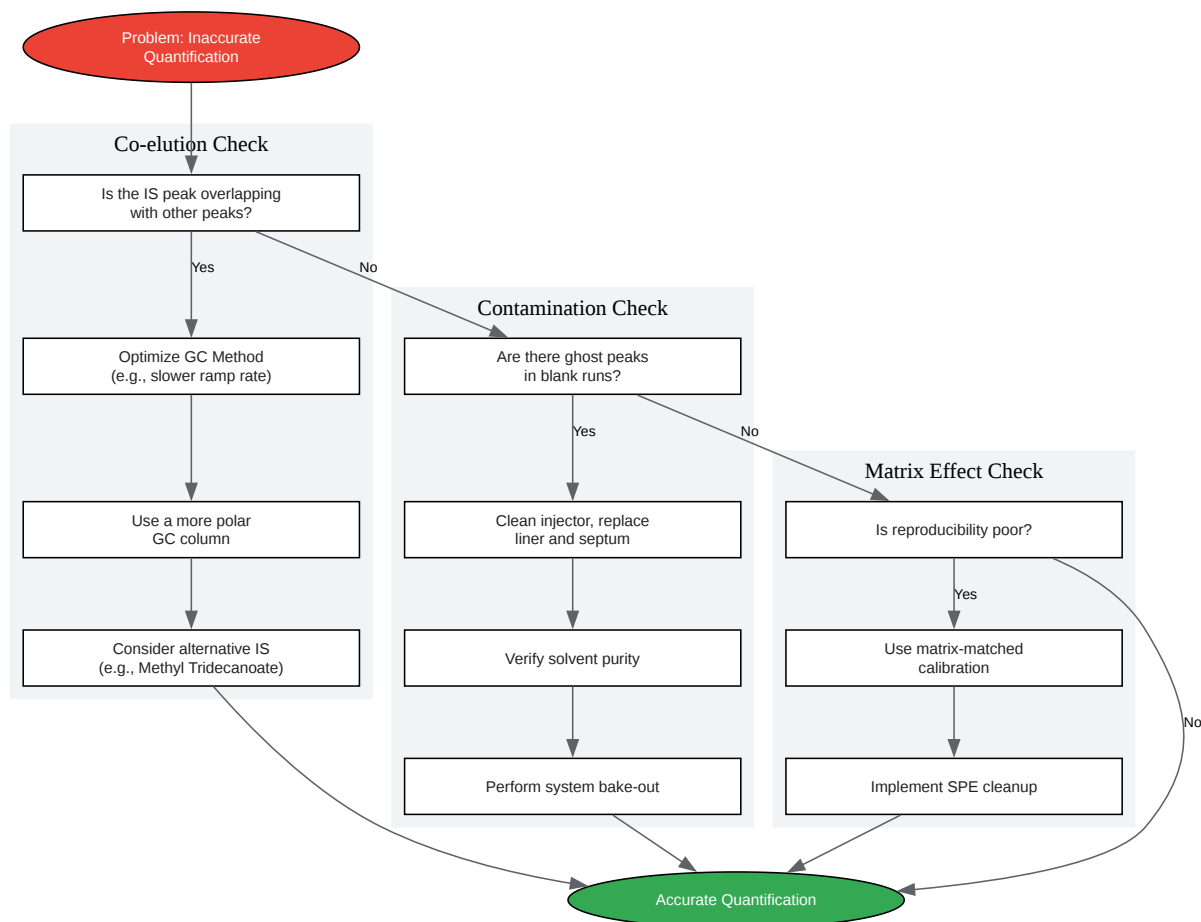 Problem: Inaccurate
Quantification
Co-elution Check
Is the IS peak overlapping
with other peaks?
Yes
No
Optimize GC Method
(e.g., slower ramp rate)
Use a more polar
GC column
Consider alternative IS
(e.g., Methyl Tridecanoate)
Contamination Check
Are there ghost peaks
in blank runs?
Yes
No
Clean injector, replace
liner and septum
Verify solvent purity
Perform system bake-out
Matrix Effect Check
Is reproducibility poor?
Yes
No
Use matrix-matched
calibration
Implement SPE cleanup
Accurate Quantification